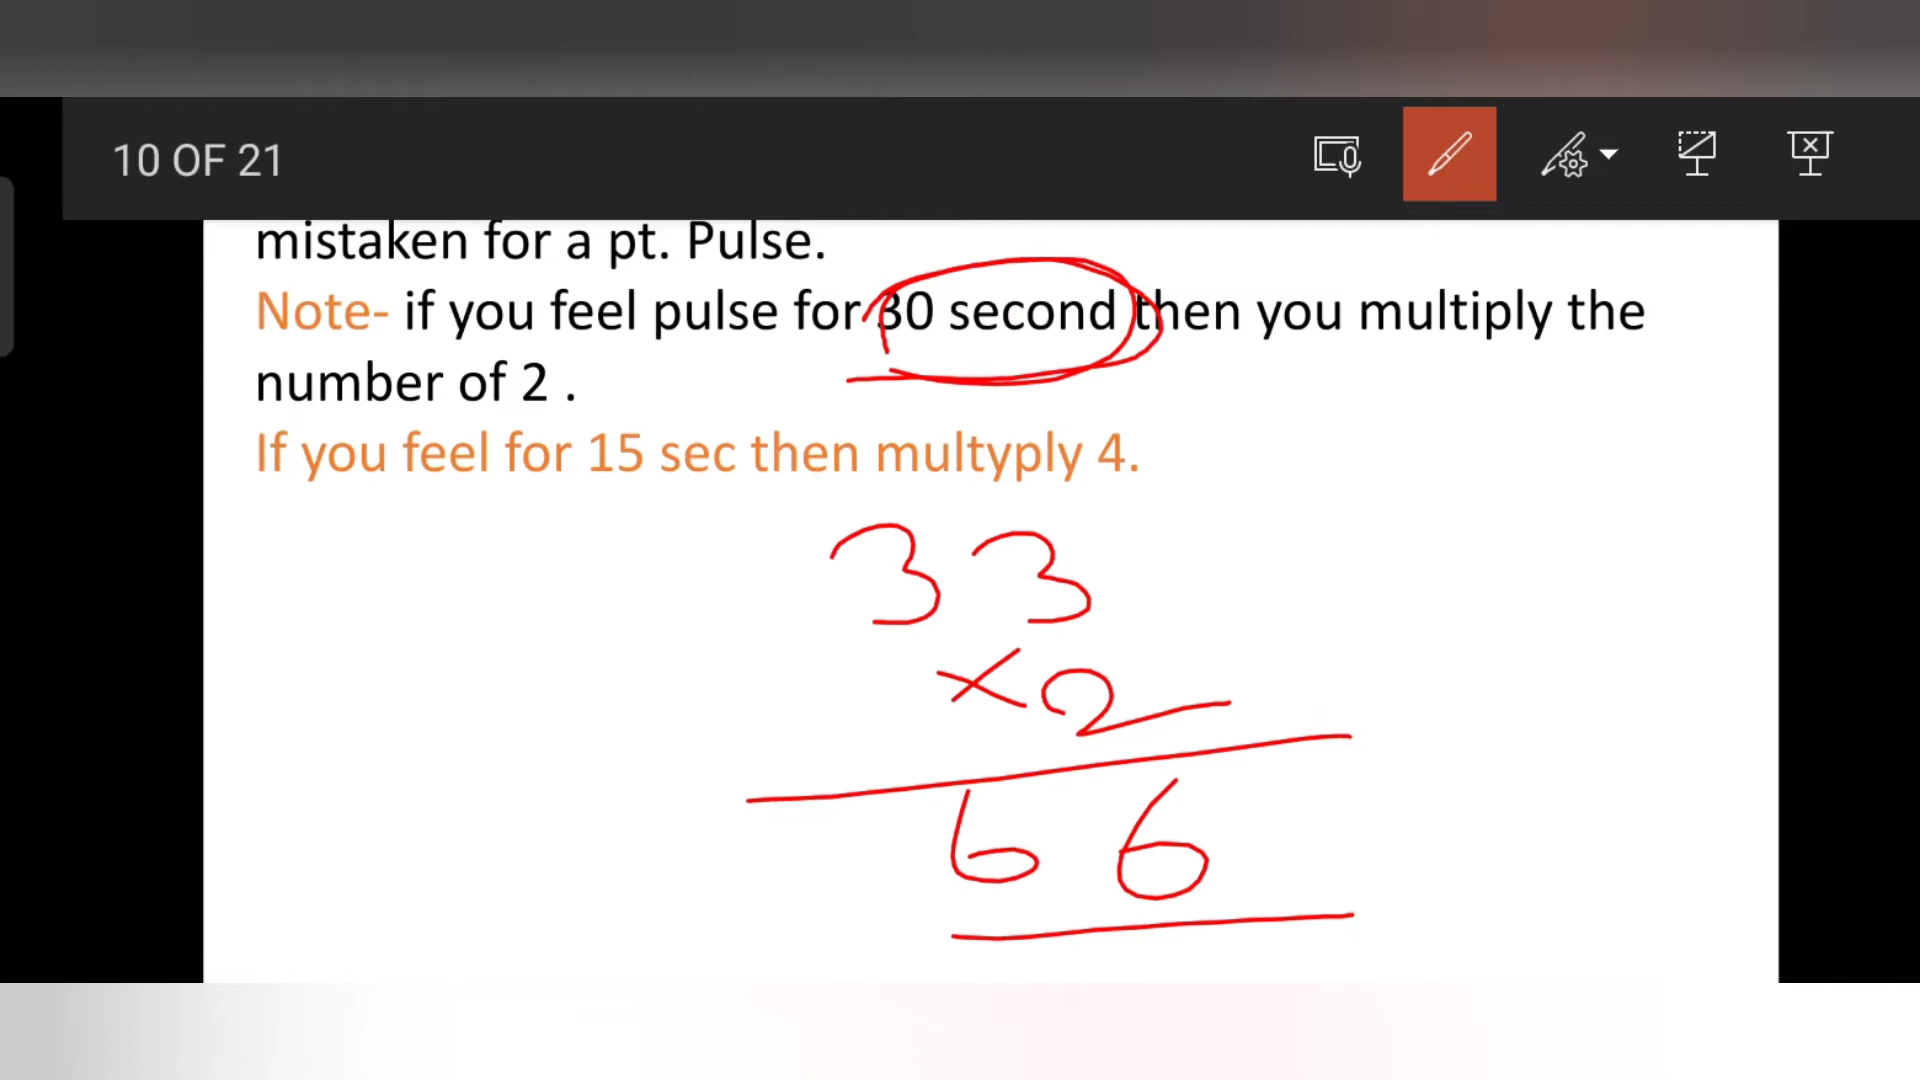 10 OF 21
mistaken for a pt. Pulse.
Note- if you feel pulse for 30 second then you multiply the
number of 2 .
If you feel for 15 sec then multyply 4.
33
×2
66